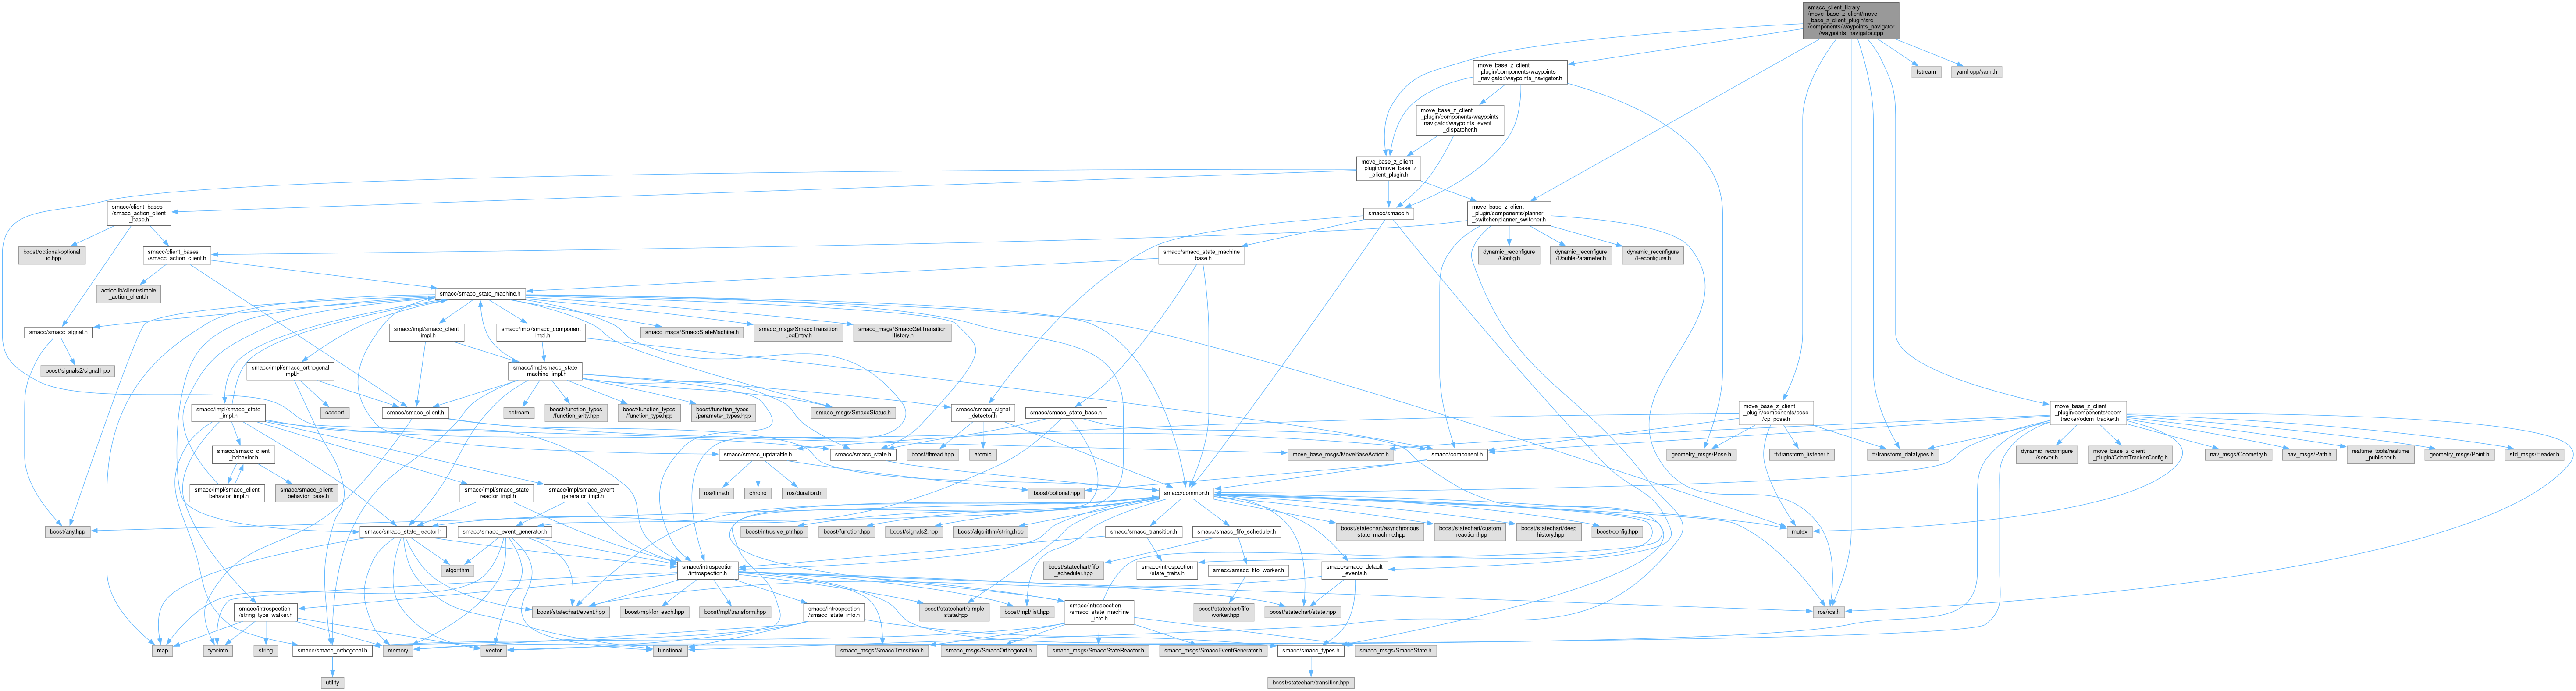 smacc_client_library
/move_base_z_client/move
_base_z_client_plugin/src
/components/waypoints_navigator
/waypoints_navigator.cpp
move_base_z_client
_plugin/components/waypoints
_navigator/waypoints_navigator.h
fstream
yaml-cpp/yaml.h
move_base_z_client
_plugin/components/waypoints
_navigator/waypoints_event
_dispatcher.h
move_base_z_client
_plugin/move_base_z
_client_plugin.h
smacc/client_bases
/smacc_action_client
_base.h
smacc/smacc.h
move_base_z_client
_plugin/components/planner
_switcher/planner_switcher.h
boost/optional/optional
_io.hpp
smacc/client_bases
/smacc_action_client.h
smacc/smacc_state_machine
_base.h
dynamic_reconfigure
/Config.h
dynamic_reconfigure
/DoubleParameter.h
dynamic_reconfigure
/Reconfigure.h
actionlib/client/simple
_action_client.h
smacc/smacc_state_machine.h
smacc/smacc_signal.h
smacc/impl/smacc_client
_impl.h
smacc/impl/smacc_component
_impl.h
smacc_msgs/SmaccStateMachine.h
smacc_msgs/SmaccTransition
LogEntry.h
smacc_msgs/SmaccGetTransition
History.h
boost/signals2/signal.hpp
smacc/impl/smacc_orthogonal
_impl.h
smacc/impl/smacc_state
_machine_impl.h
smacc/impl/smacc_state
_impl.h
cassert
smacc/smacc_client.h
sstream
boost/function_types
/function_arity.hpp
boost/function_types
/function_type.hpp
boost/function_types
/parameter_types.hpp
smacc_msgs/SmaccStatus.h
smacc/smacc_signal
_detector.h
smacc/smacc_state_base.h
move_base_z_client
_plugin/components/pose
/cp_pose.h
move_base_z_client
_plugin/components/odom
_tracker/odom_tracker.h
smacc/smacc_client
_behavior.h
smacc/smacc_updatable.h
smacc/smacc_state.h
boost/thread.hpp
atomic
move_base_msgs/MoveBaseAction.h
smacc/component.h
geometry_msgs/Pose.h
tf/transform_listener.h
tf/transform_datatypes.h
dynamic_reconfigure
/server.h
move_base_z_client
_plugin/OdomTrackerConfig.h
nav_msgs/Odometry.h
nav_msgs/Path.h
realtime_tools/realtime
_publisher.h
geometry_msgs/Point.h
std_msgs/Header.h
smacc/impl/smacc_client
_behavior_impl.h
smacc/smacc_client
_behavior_base.h
smacc/impl/smacc_state
_reactor_impl.h
smacc/impl/smacc_event
_generator_impl.h
ros/time.h
chrono
ros/duration.h
boost/optional.hpp
smacc/common.h
boost/any.hpp
smacc/smacc_state_reactor.h
smacc/smacc_event_generator.h
boost/intrusive_ptr.hpp
boost/function.hpp
boost/signals2.hpp
boost/algorithm/string.hpp
smacc/smacc_transition.h
smacc/smacc_fifo_scheduler.h
boost/statechart/asynchronous
_state_machine.hpp
boost/statechart/custom
_reaction.hpp
boost/statechart/deep
_history.hpp
boost/config.hpp
mutex
algorithm
smacc/introspection
/introspection.h
boost/statechart/fifo
_scheduler.hpp
smacc/introspection
/state_traits.h
smacc/smacc_fifo_worker.h
smacc/smacc_default
_events.h
smacc/introspection
/string_type_walker.h
boost/statechart/event.hpp
boost/mpl/for_each.hpp
boost/mpl/transform.hpp
smacc/introspection
/smacc_state_info.h
boost/statechart/simple
_state.hpp
boost/mpl/list.hpp
smacc/introspection
/smacc_state_machine
_info.h
boost/statechart/fifo
_worker.hpp
boost/statechart/state.hpp
ros/ros.h
map
typeinfo
string
smacc/smacc_orthogonal.h
memory
vector
functional
smacc_msgs/SmaccTransition.h
smacc_msgs/SmaccOrthogonal.h
smacc_msgs/SmaccStateReactor.h
smacc_msgs/SmaccEventGenerator.h
smacc/smacc_types.h
smacc_msgs/SmaccState.h
utility
boost/statechart/transition.hpp